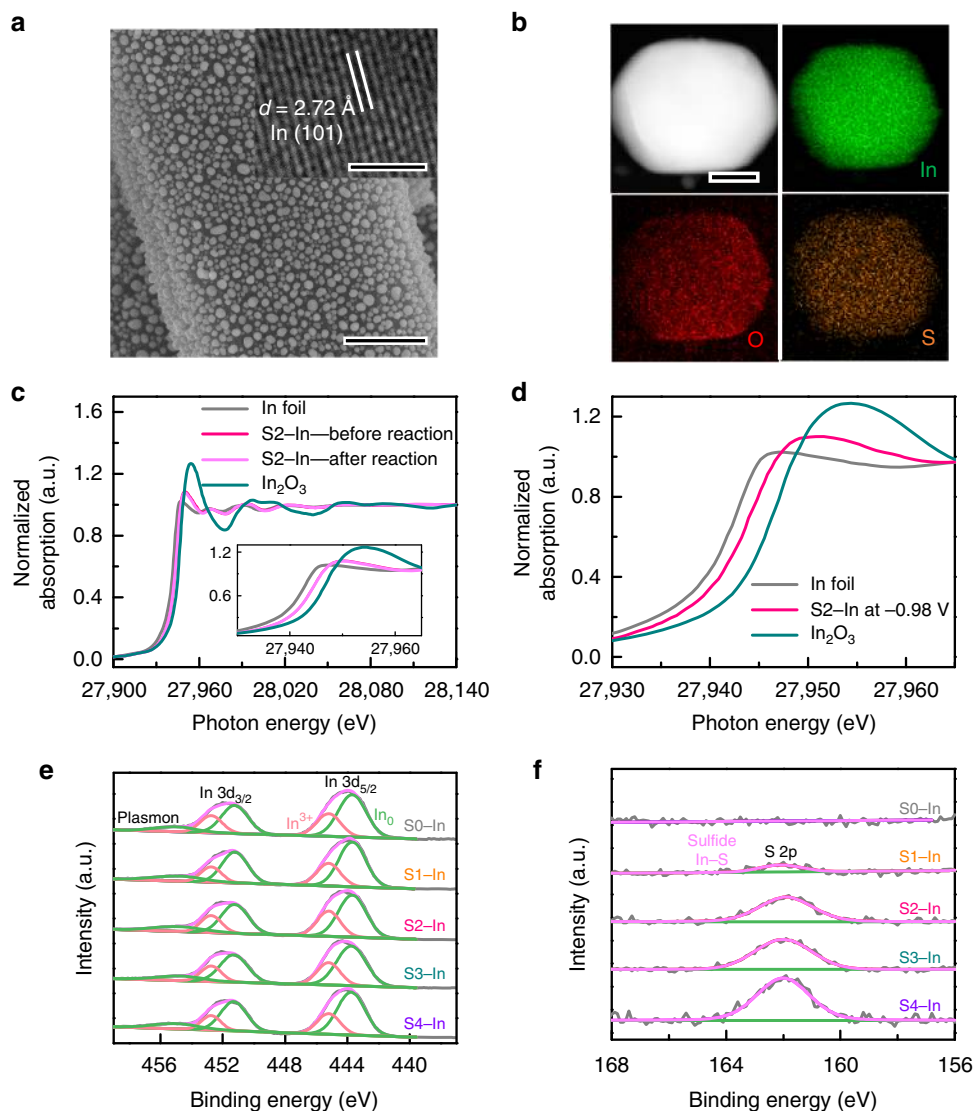 a
d = 2.72 Å
In (101)
b
In
O
S
c
Normalized
absorption (a.u.)
1.6
1.2
0.8
0.4
0.0
In foil
S2–In—before reaction
S2–In—after reaction
In₂O₃
1.2
0.6
27,940
27,960
27,900
27,960
28,020
28,080
28,140
Photon energy (eV)
d
Normalized
absorption (a.u.)
1.2
0.8
0.4
0.0
In foil
S2–In at –0.98 V
In₂O₃
27,930
27,940
27,950
27,960
Photon energy (eV)
e
Intensity (a.u.)
In 3d₃/₂
In 3d₅/₂
Plasmon
In³⁺
In₀
S0–In
S1–In
S2–In
S3–In
S4–In
456
452
448
444
440
Binding energy (eV)
f
Intensity (a.u.)
S0–In
Sulfide
In–S
S 2p
S1–In
S2–In
S3–In
S4–In
168
164
162
160
156
Binding energy (eV)